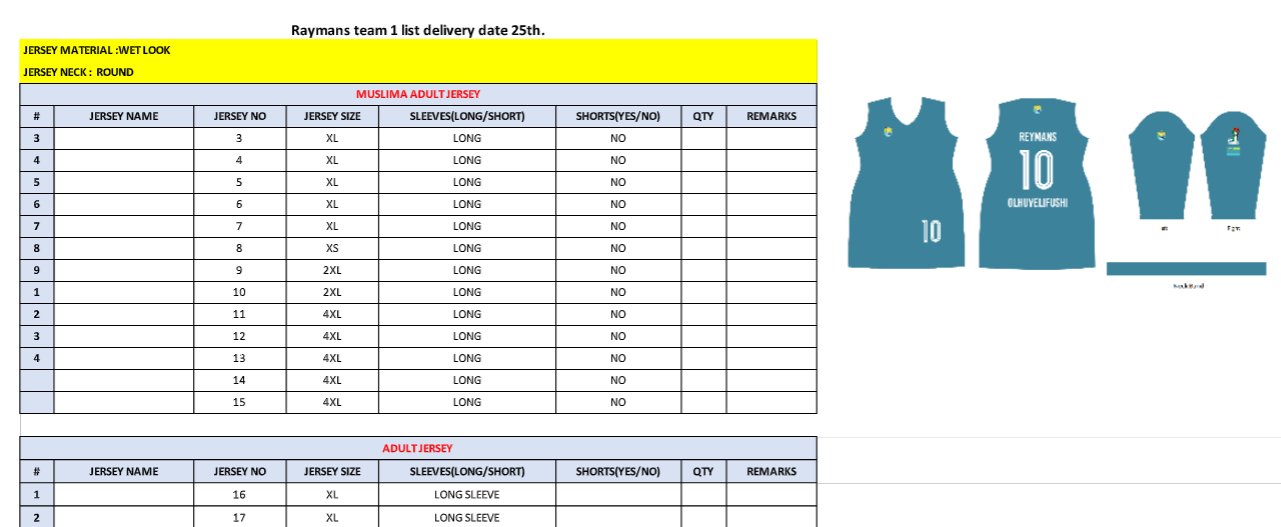 Raymans team 1 list delivery date 25th.
JERSEY MATERIAL :WET LOOK
JERSEY NECK : ROUND
MUSLIMA ADULT JERSEY
# JERSEY NAME JERSEY NO JERSEY SIZE SLEEVES(LONG/SHORT) SHORTS(YES/NO) QTY REMARKS
3 3 XL LONG NO
4 4 XL LONG NO
5 5 XL LONG NO
6 6 XL LONG NO
7 7 XL LONG NO
8 8 XS LONG NO
9 9 2XL LONG NO
1 10 2XL LONG NO
2 11 4XL LONG NO
3 12 4XL LONG NO
4 13 4XL LONG NO
14 4XL LONG NO
15 4XL LONG NO
ADULT JERSEY
# JERSEY NAME JERSEY NO JERSEY SIZE SLEEVES(LONG/SHORT) SHORTS(YES/NO) QTY REMARKS
1 16 XL LONG SLEEVE
2 17 XL LONG SLEEVE
10
REYMANS
10
OLHUVELIFUSHI
Neck Band